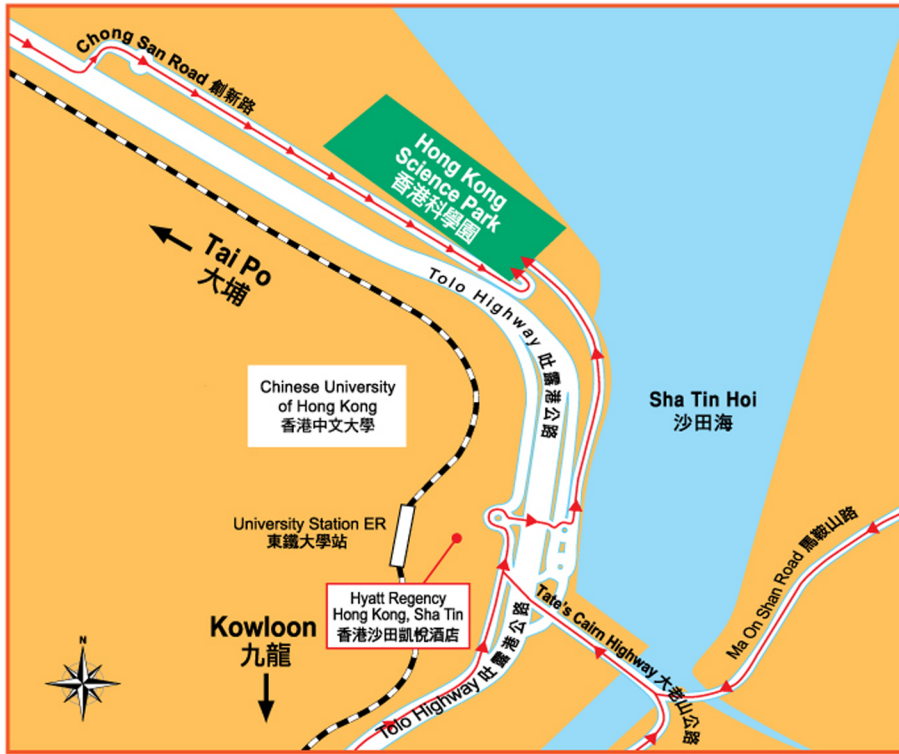 Chong San Road 創新路
Hong Kong
Science Park
香港科學園
Tai Po
大埔
Tolo Highway 吐露港公路
Chinese University
of Hong Kong
香港中文大學
Sha Tin Hoi
沙田海
University Station ER
東鐵大學站
Ma On Shan Road 馬鞍山路
Hyatt Regency
Hong Kong, Sha Tin
香港沙田凱悅酒店
Tate's Cairn Highway 大老山公路
Kowloon
九龍
Tolo Highway 吐露港公路
N